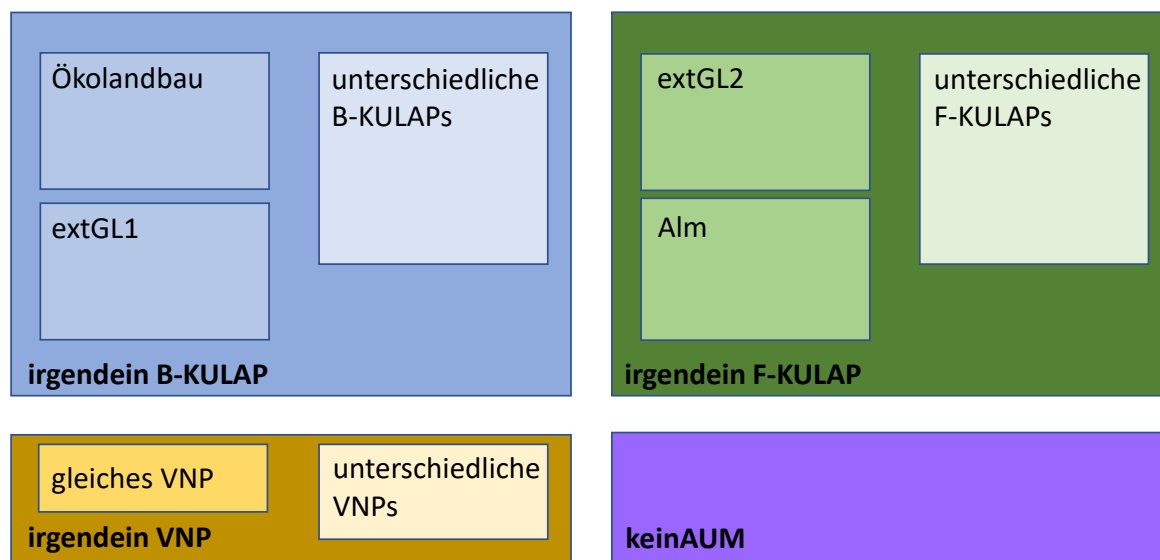 Ökolandbau
unterschiedliche
B-KULAPs
extGL1
irgendein B-KULAP
extGL2
unterschiedliche
F-KULAPs
Alm
irgendein F-KULAP
gleiches VNP
unterschiedliche
VNPs
irgendein VNP
keinAUM